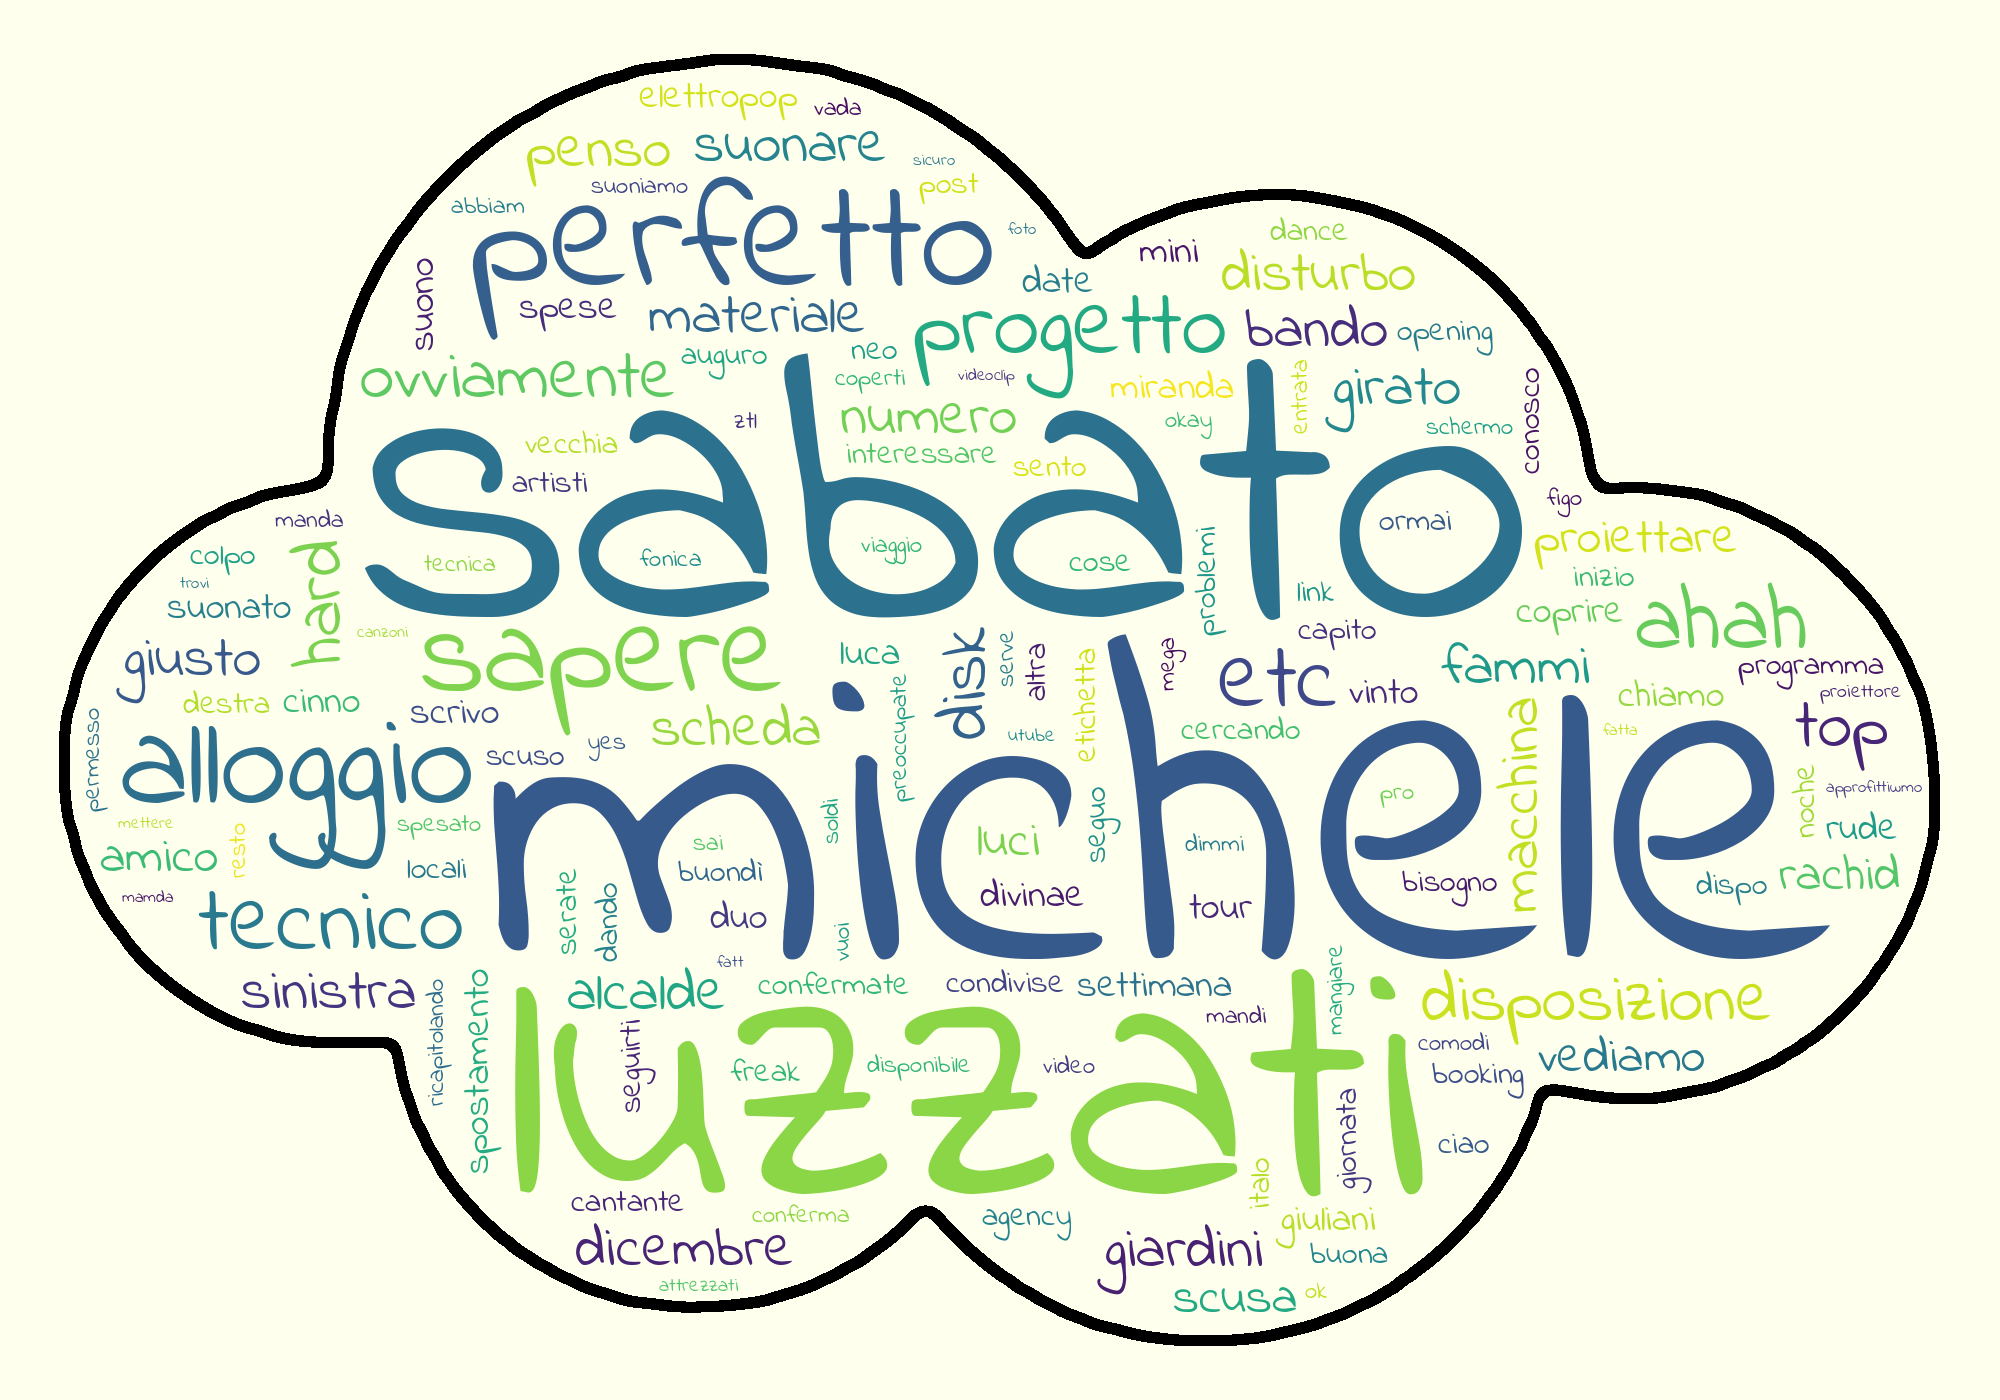 elettropop vada
penso suonare sicuro
suoniamo post
abbiam perfetto foto
dance
mini disturbo
suono spese materiale date
progetto bando opening
ovviamente auguro neo coperti videoclip
miranda entrata girato
vecchia ztl numero okay schermo conosco
artisti interessare sento
sabato
manda ormai figo
colpo hard tecnica fonica viaggio cose problemi proiettare
trovi inizio
suonato link coprire ahah
canzoni capito
giusto sapere luca disk serve altra etichetta mega etc vinto fammi programma
destra cinno scrivo scheda preoccupate cercando macchina chiamo proiettore
permesso alloggio scuso yes utube fatta top
michele
mettere spesato soldi seguo pro noche approfittiwmo
amico resto locali sai luci dimmi rude
buondì bisogno dispo rachid
mamda serate dando duo divinae tour
tecnico vuoi
fatt
sinistra ricapitolando spostamento alcalde confermate condivise settimana mangiare disposizione
seguirti mandi
luzzati
freak disponibile video comodi vediamo
booking
giornata ciao
cantante italo
conferma agency giuliani
dicembre giardini buona
attrezzati scusa ok